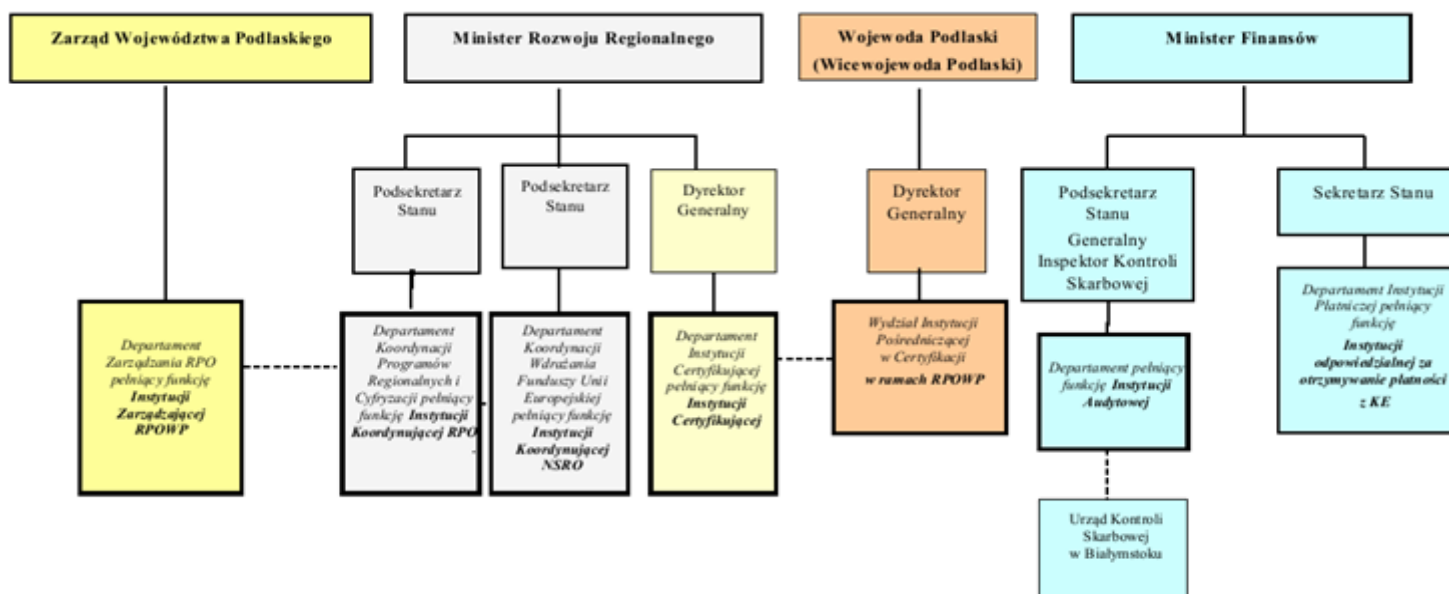 Zarząd Województwa Podlaskiego
Minister Rozwoju Regionalnego
Wojewoda Podlaski
(Wicewojewoda Podlaski)
Minister Finansów
Podsekretarz
Stanu
Podsekretarz
Stanu
Dyrektor
Generalny
Dyrektor
Generalny
Podsekretarz
Stanu
Generalny
Inspektor Kontroli
Skarbowej
Sekretarz Stanu
Departament
Zarządzania RPO
pełniący funkcję
Instytucji
Zarządzającej
RPOWP
Departament
Koordynacji
Programów
Regionalnych i
Cyfryzacji pełniący
funkcję Instytucji
Koordynującej RPO
Departament
Koordynacji
Wdrażania
Funduszy Unii
Europejskiej
pełniący funkcję
Instytucji
Koordynującej
NSRO
Departament
Instytucji
Certyfikującej
pełniący funkcję
Instytucji
Certyfikującej
Wydział Instytucji
Pośredniczącej
w Certyfikacji
w ramach RPOWP
Departament pełniący
funkcję Instytucji
Audytowej
Departament Instytucji
Płatniczej pełniący
funkcję
Instytucji
odpowiedzialnej za
otrzymywanie płatności
z KE
Urząd Kontroli
Skarbowej
w Białymstoku